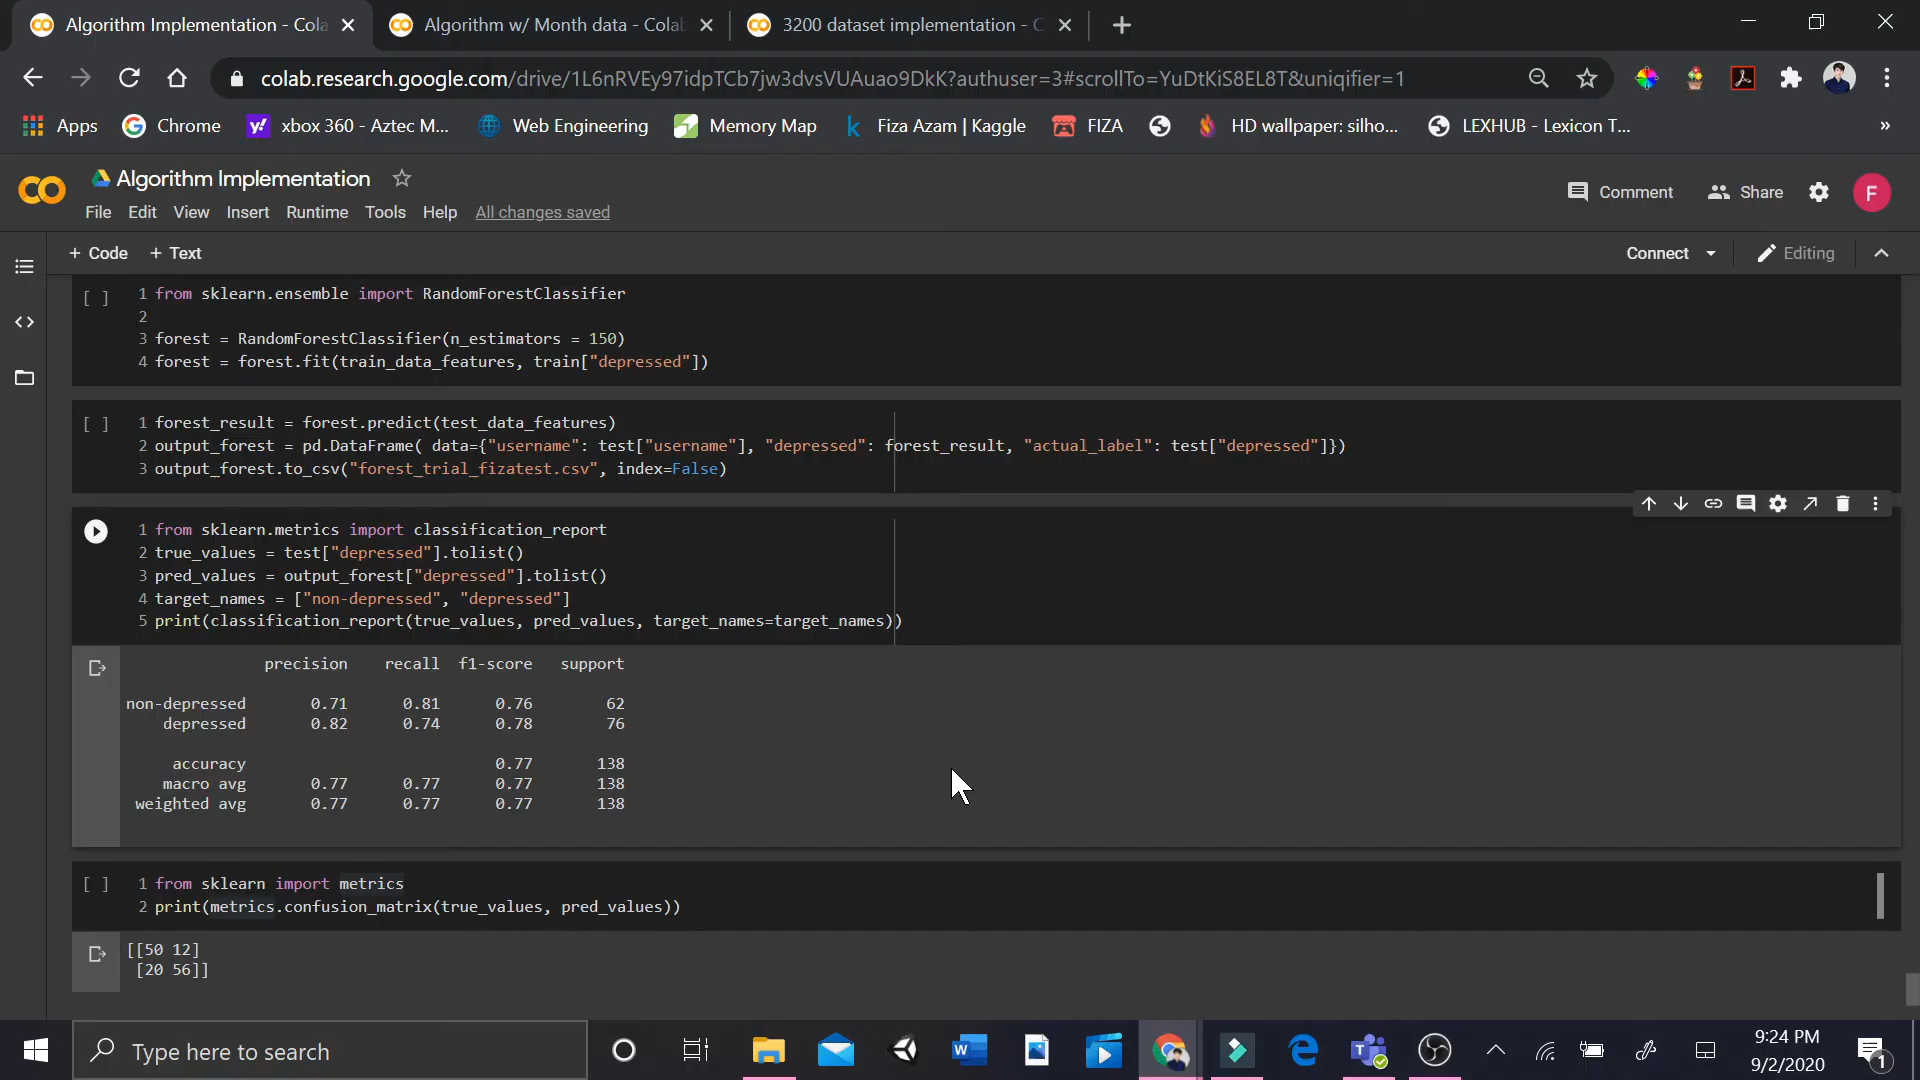 Algorithm Implementation - Cola
Algorithm w/ Month data - Colab
3200 dataset implementation - C
colab.research.google.com/drive/1L6nRVEy97idpTCb7jw3dvsVUAuao9DkK?authuser=3#scrollTo=YuDtKiS8EL8T&uniqifier=1
Apps Chrome xbox 360 - Aztec M... Web Engineering Memory Map Fiza Azam | Kaggle FIZA HD wallpaper: silho... LEXHUB - Lexicon T... »
Algorithm Implementation
Comment Share F
File Edit View Insert Runtime Tools Help All changes saved
+ Code + Text Connect Editing
[ ] 1 from sklearn.ensemble import RandomForestClassifier
2
3 forest = RandomForestClassifier(n_estimators = 150)
4 forest = forest.fit(train_data_features, train["depressed"])
[ ] 1 forest_result = forest.predict(test_data_features)
2 output_forest = pd.DataFrame( data={"username": test["username"], "depressed": forest_result, "actual_label": test["depressed"]})
3 output_forest.to_csv("forest_trial_fizatest.csv", index=False)
1 from sklearn.metrics import classification_report
2 true_values = test["depressed"].tolist()
3 pred_values = output_forest["depressed"].tolist()
4 target_names = ["non-depressed", "depressed"]
5 print(classification_report(true_values, pred_values, target_names=target_names))
precision recall f1-score support
non-depressed 0.71 0.81 0.76 62
depressed 0.82 0.74 0.78 76
accuracy 0.77 138
macro avg 0.77 0.77 0.77 138
weighted avg 0.77 0.77 0.77 138
[ ] 1 from sklearn import metrics
2 print(metrics.confusion_matrix(true_values, pred_values))
[[50 12]
[20 56]]
Type here to search
9:24 PM
9/2/2020
1